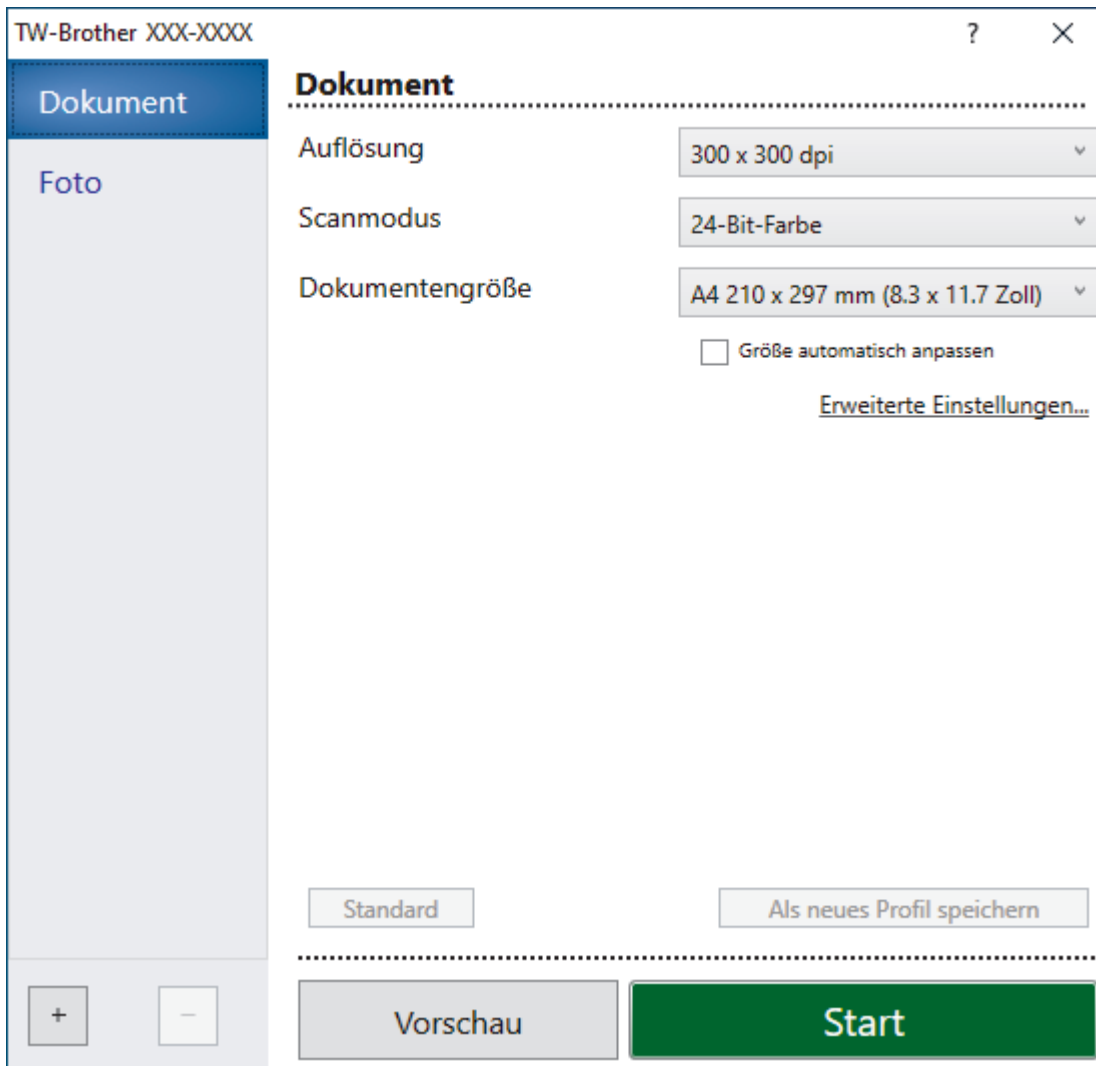 TW-Brother XXX-XXXX ?
Dokument
Foto
Dokument
Auflösung 300 x 300 dpi
Scanmodus 24-Bit-Farbe
Dokumentengröße A4 210 x 297 mm (8.3 x 11.7 Zoll)
Größe automatisch anpassen
Erweiterte Einstellungen...
Standard Als neues Profil speichern
+ − Vorschau Start